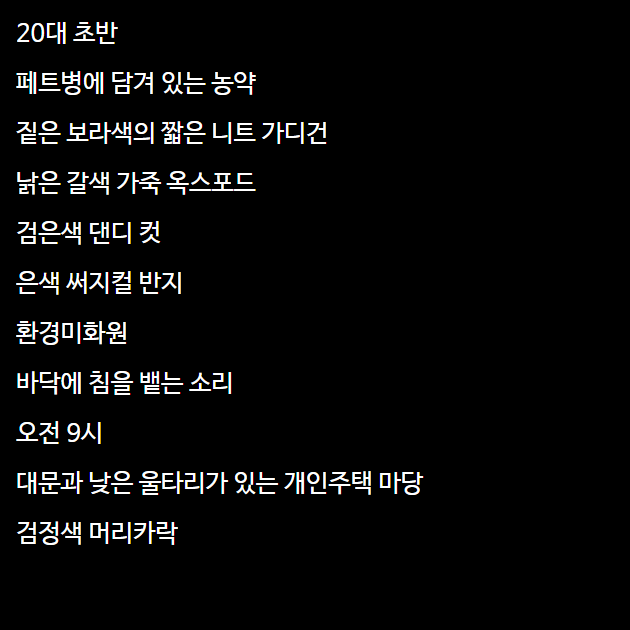 20대 초반
페트병에 담겨 있는 농약
짙은 보라색의 짧은 니트 가디건
낡은 갈색 가죽 옥스포드
검은색 댄디 컷
은색 써지컬 반지
환경미화원
바닥에 침을 뱉는 소리
오전 9시
대문과 낮은 울타리가 있는 개인주택 마당
검정색 머리카락